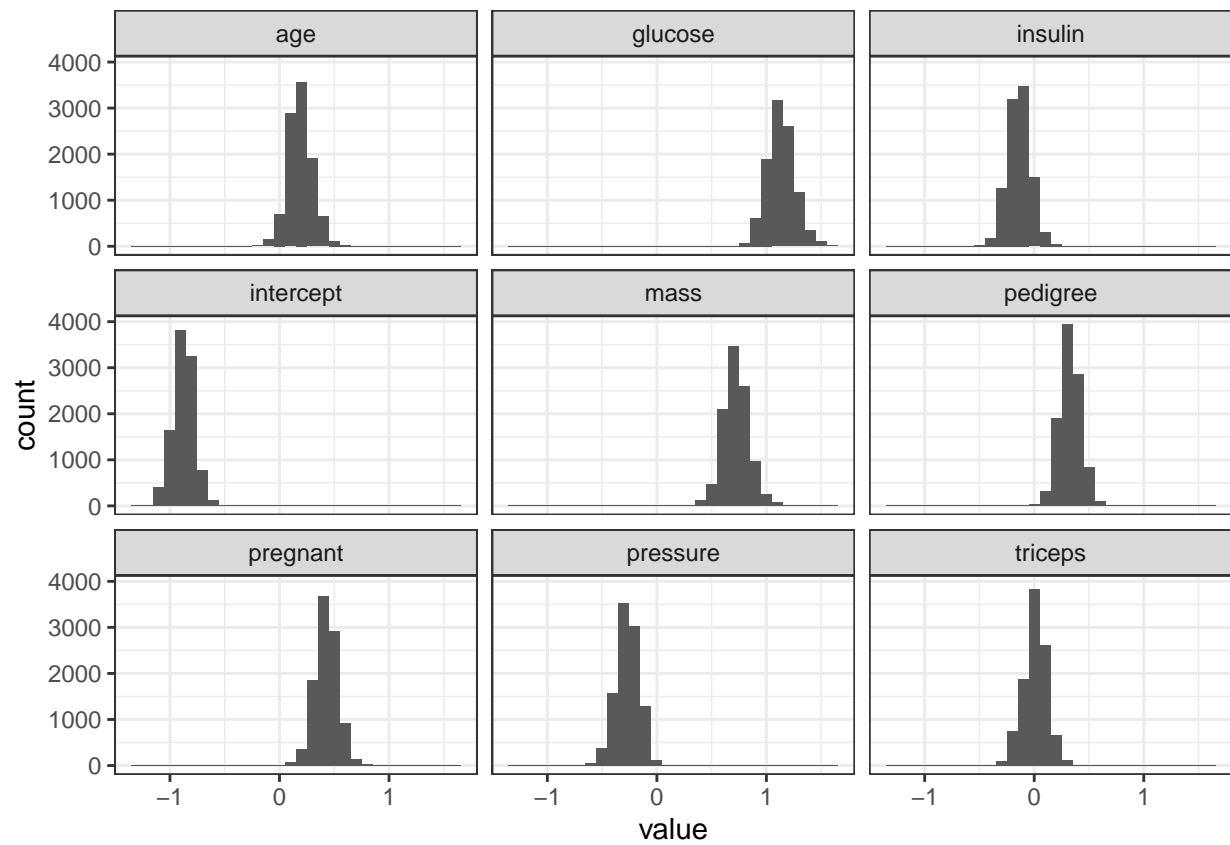 age glucose insulin
4000
3000
2000
1000
0
intercept mass pedigree
4000
3000
2000
1000
0
pregnant pressure triceps
4000
3000
2000
1000
0
−1 0 1 −1 0 1 −1 0 1
count
value